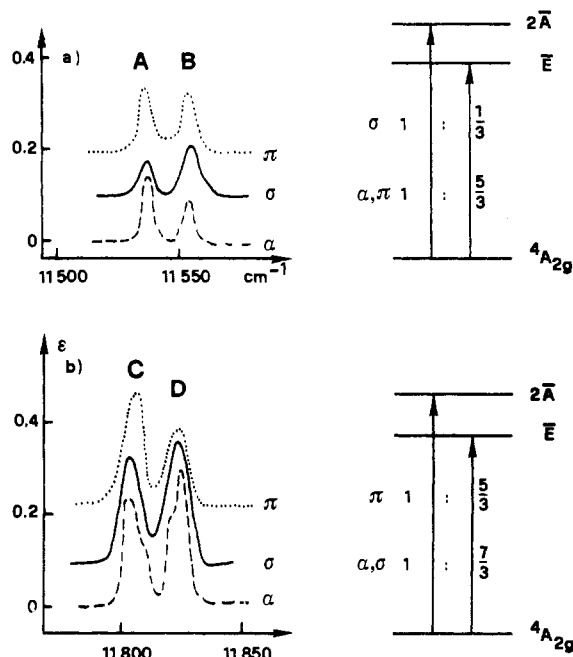 a)
A B
0.4
0.2
0
π
σ
α
11 500 11 550 cm⁻¹
2Ā
Ē
σ 1 : 1/3
α,π 1 : 5/3
⁴A₂g
ε
b)
C
D
0.4
0.2
0
π
σ
α
11 800 11 850
2Ā
Ē
π 1 : 5/3
α,σ 1 : 7/3
⁴A₂g